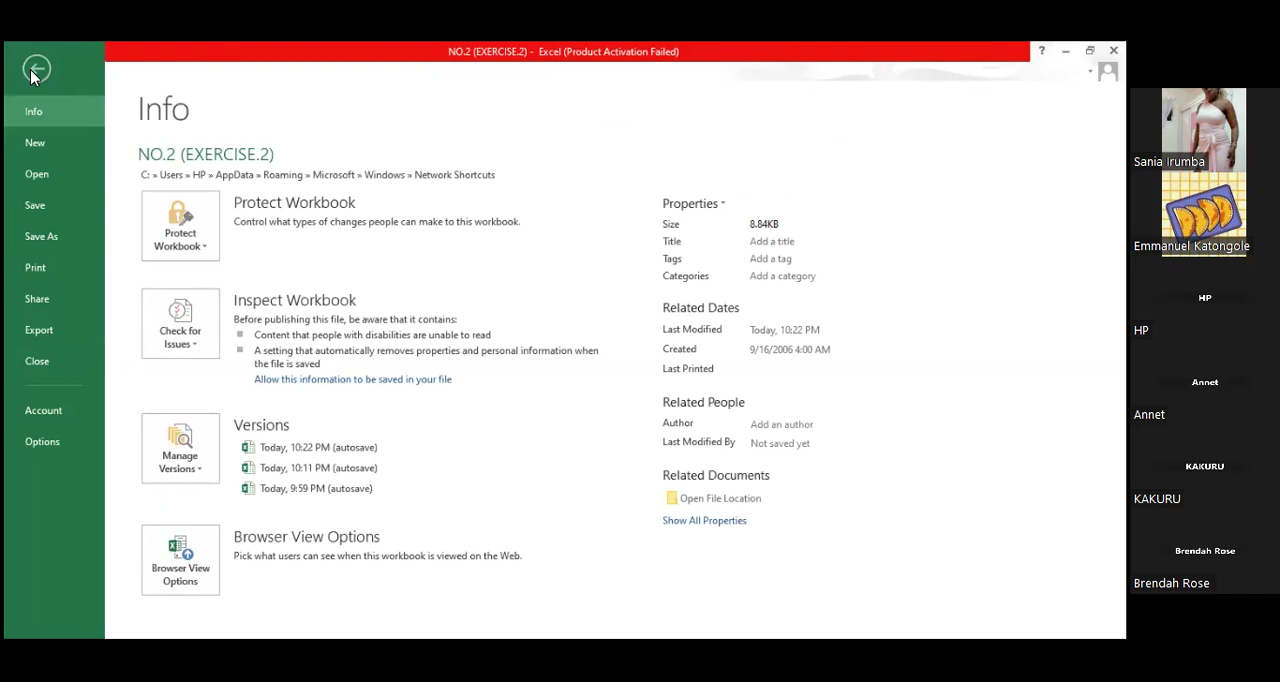 NO.2 (EXERCISE.2) - Excel (Product Activation Failed)
?
Info
New
Open
Save
Save As
Print
Share
Export
Close
Account
Options
Info
NO.2 (EXERCISE.2)
C: » Users » HP » AppData » Roaming » Microsoft » Windows » Network Shortcuts
Protect
Workbook
Protect Workbook
Control what types of changes people can make to this workbook.
Check for
Issues
Inspect Workbook
Before publishing this file, be aware that it contains:
Content that people with disabilities are unable to read
A setting that automatically removes properties and personal information when
the file is saved
Allow this information to be saved in your file
Manage
Versions
Versions
Today, 10:22 PM (autosave)
Today, 10:11 PM (autosave)
Today, 9:59 PM (autosave)
Browser View
Options
Browser View Options
Pick what users can see when this workbook is viewed on the Web.
Properties
Size 8.84KB
Title Add a title
Tags Add a tag
Categories Add a category
Related Dates
Last Modified Today, 10:22 PM
Created 9/16/2006 4:00 AM
Last Printed
Related People
Author Add an author
Last Modified By Not saved yet
Related Documents
Open File Location
Show All Properties
Sania Irumba
Emmanuel Katongole
HP
HP
Annet
Annet
KAKURU
KAKURU
Brendah Rose
Brendah Rose